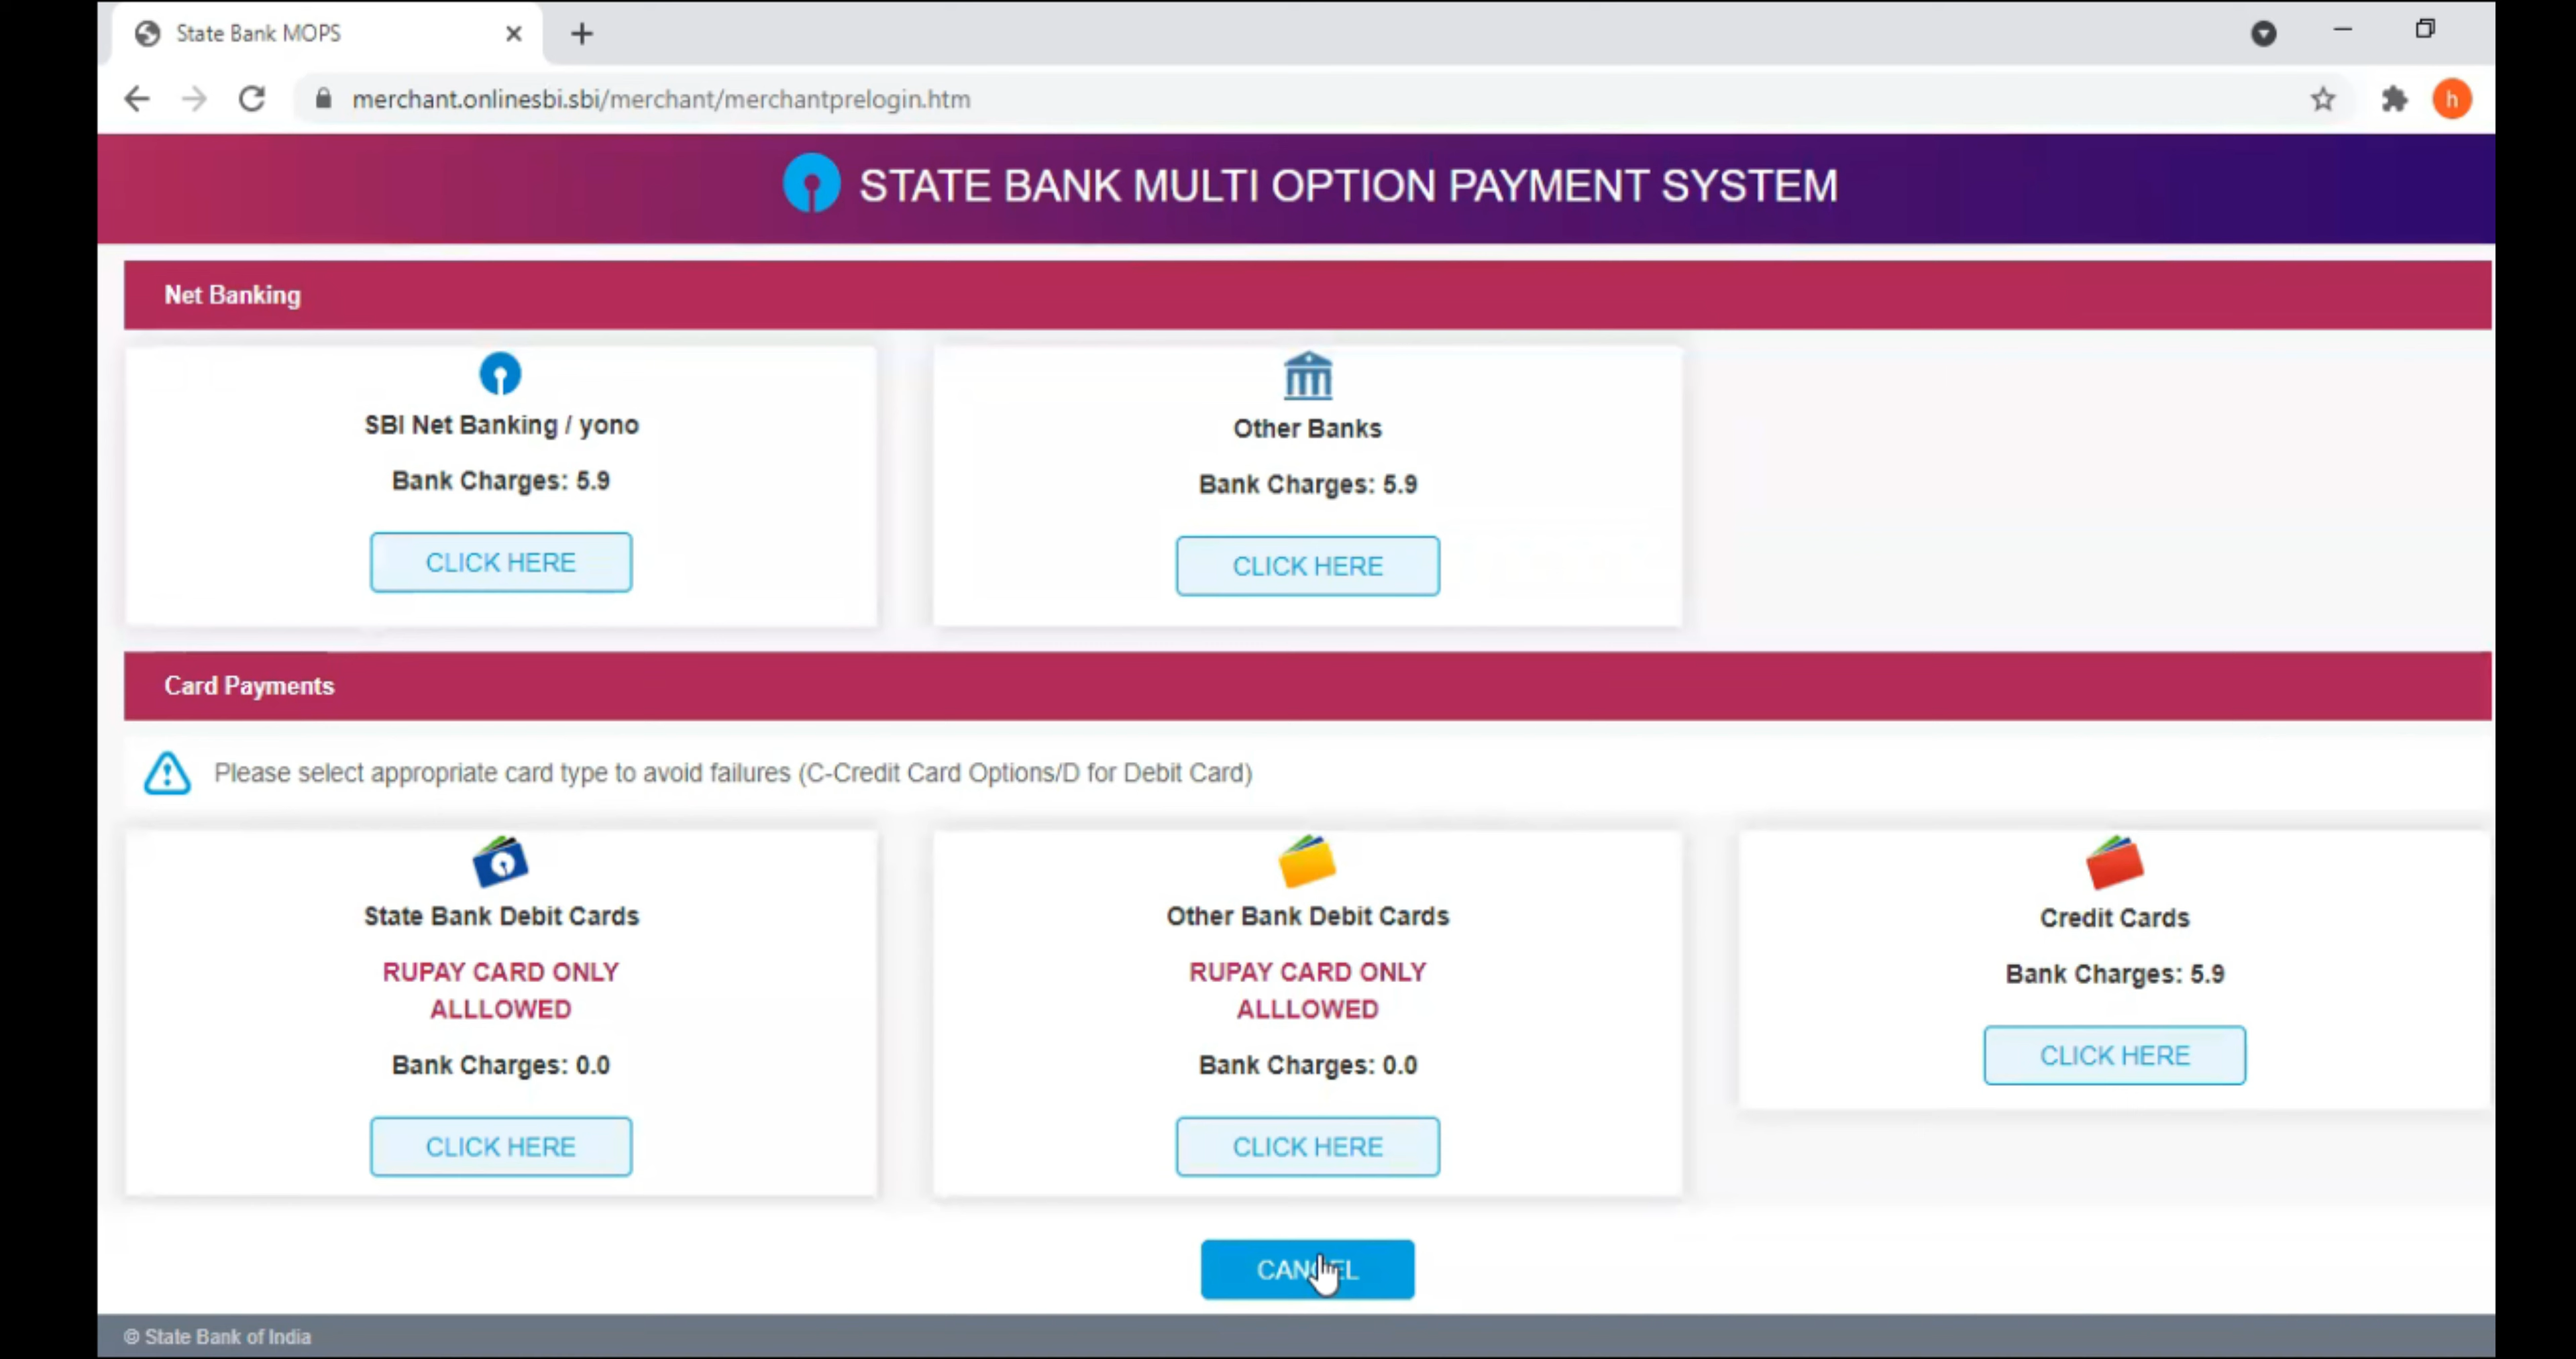 State Bank MOPS
merchant.onlinesbi.sbi/merchant/merchantprelogin.htm
h
STATE BANK MULTI OPTION PAYMENT SYSTEM
Net Banking
SBI Net Banking / yono
Bank Charges: 5.9
CLICK HERE
Other Banks
Bank Charges: 5.9
CLICK HERE
Card Payments
Please select appropriate card type to avoid failures (C-Credit Card Options/D for Debit Card)
State Bank Debit Cards
RUPAY CARD ONLY
ALLLOWED
Bank Charges: 0.0
CLICK HERE
Other Bank Debit Cards
RUPAY CARD ONLY
ALLLOWED
Bank Charges: 0.0
CLICK HERE
Credit Cards
Bank Charges: 5.9
CLICK HERE
CANCEL
© State Bank of India